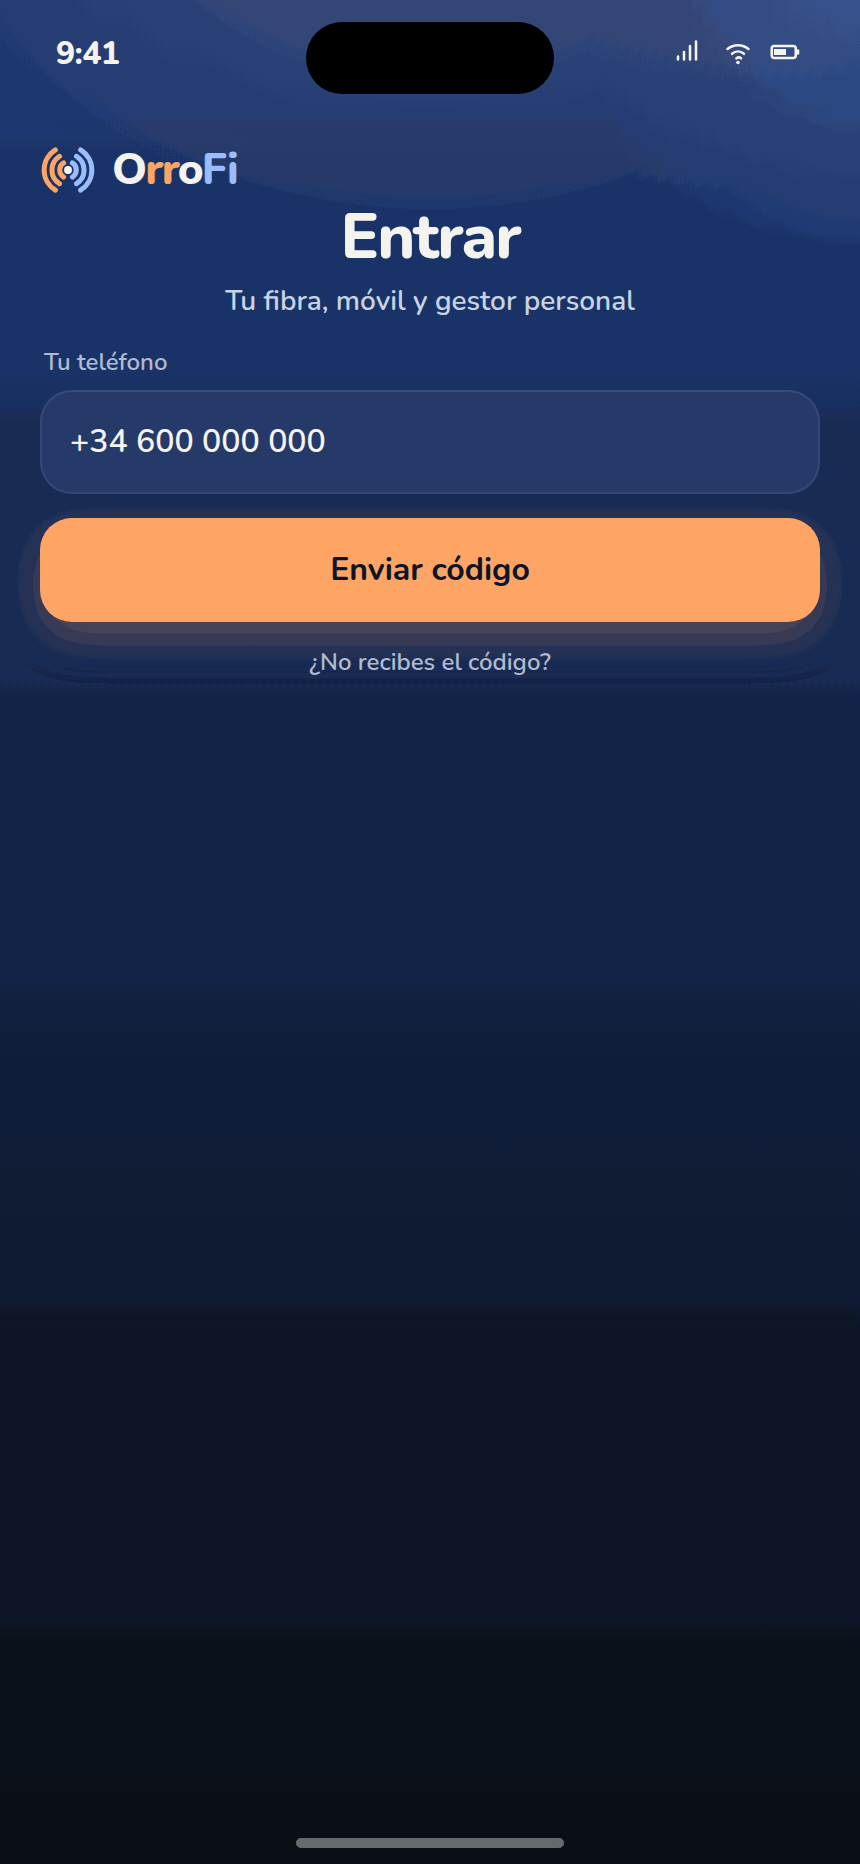 9:41
OrroFi
Entrar
Tu fibra, móvil y gestor personal
Tu teléfono
+34 600 000 000
Enviar código
¿No recibes el código?